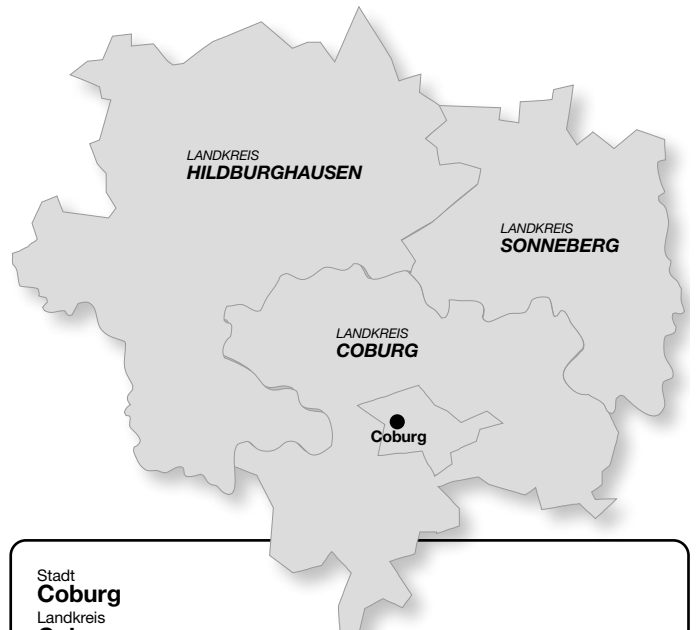 LANDKREIS
HILDBURGHAUSEN
LANDKREIS
SONNEBERG
LANDKREIS
COBURG
Coburg
Stadt
Coburg
Landkreis